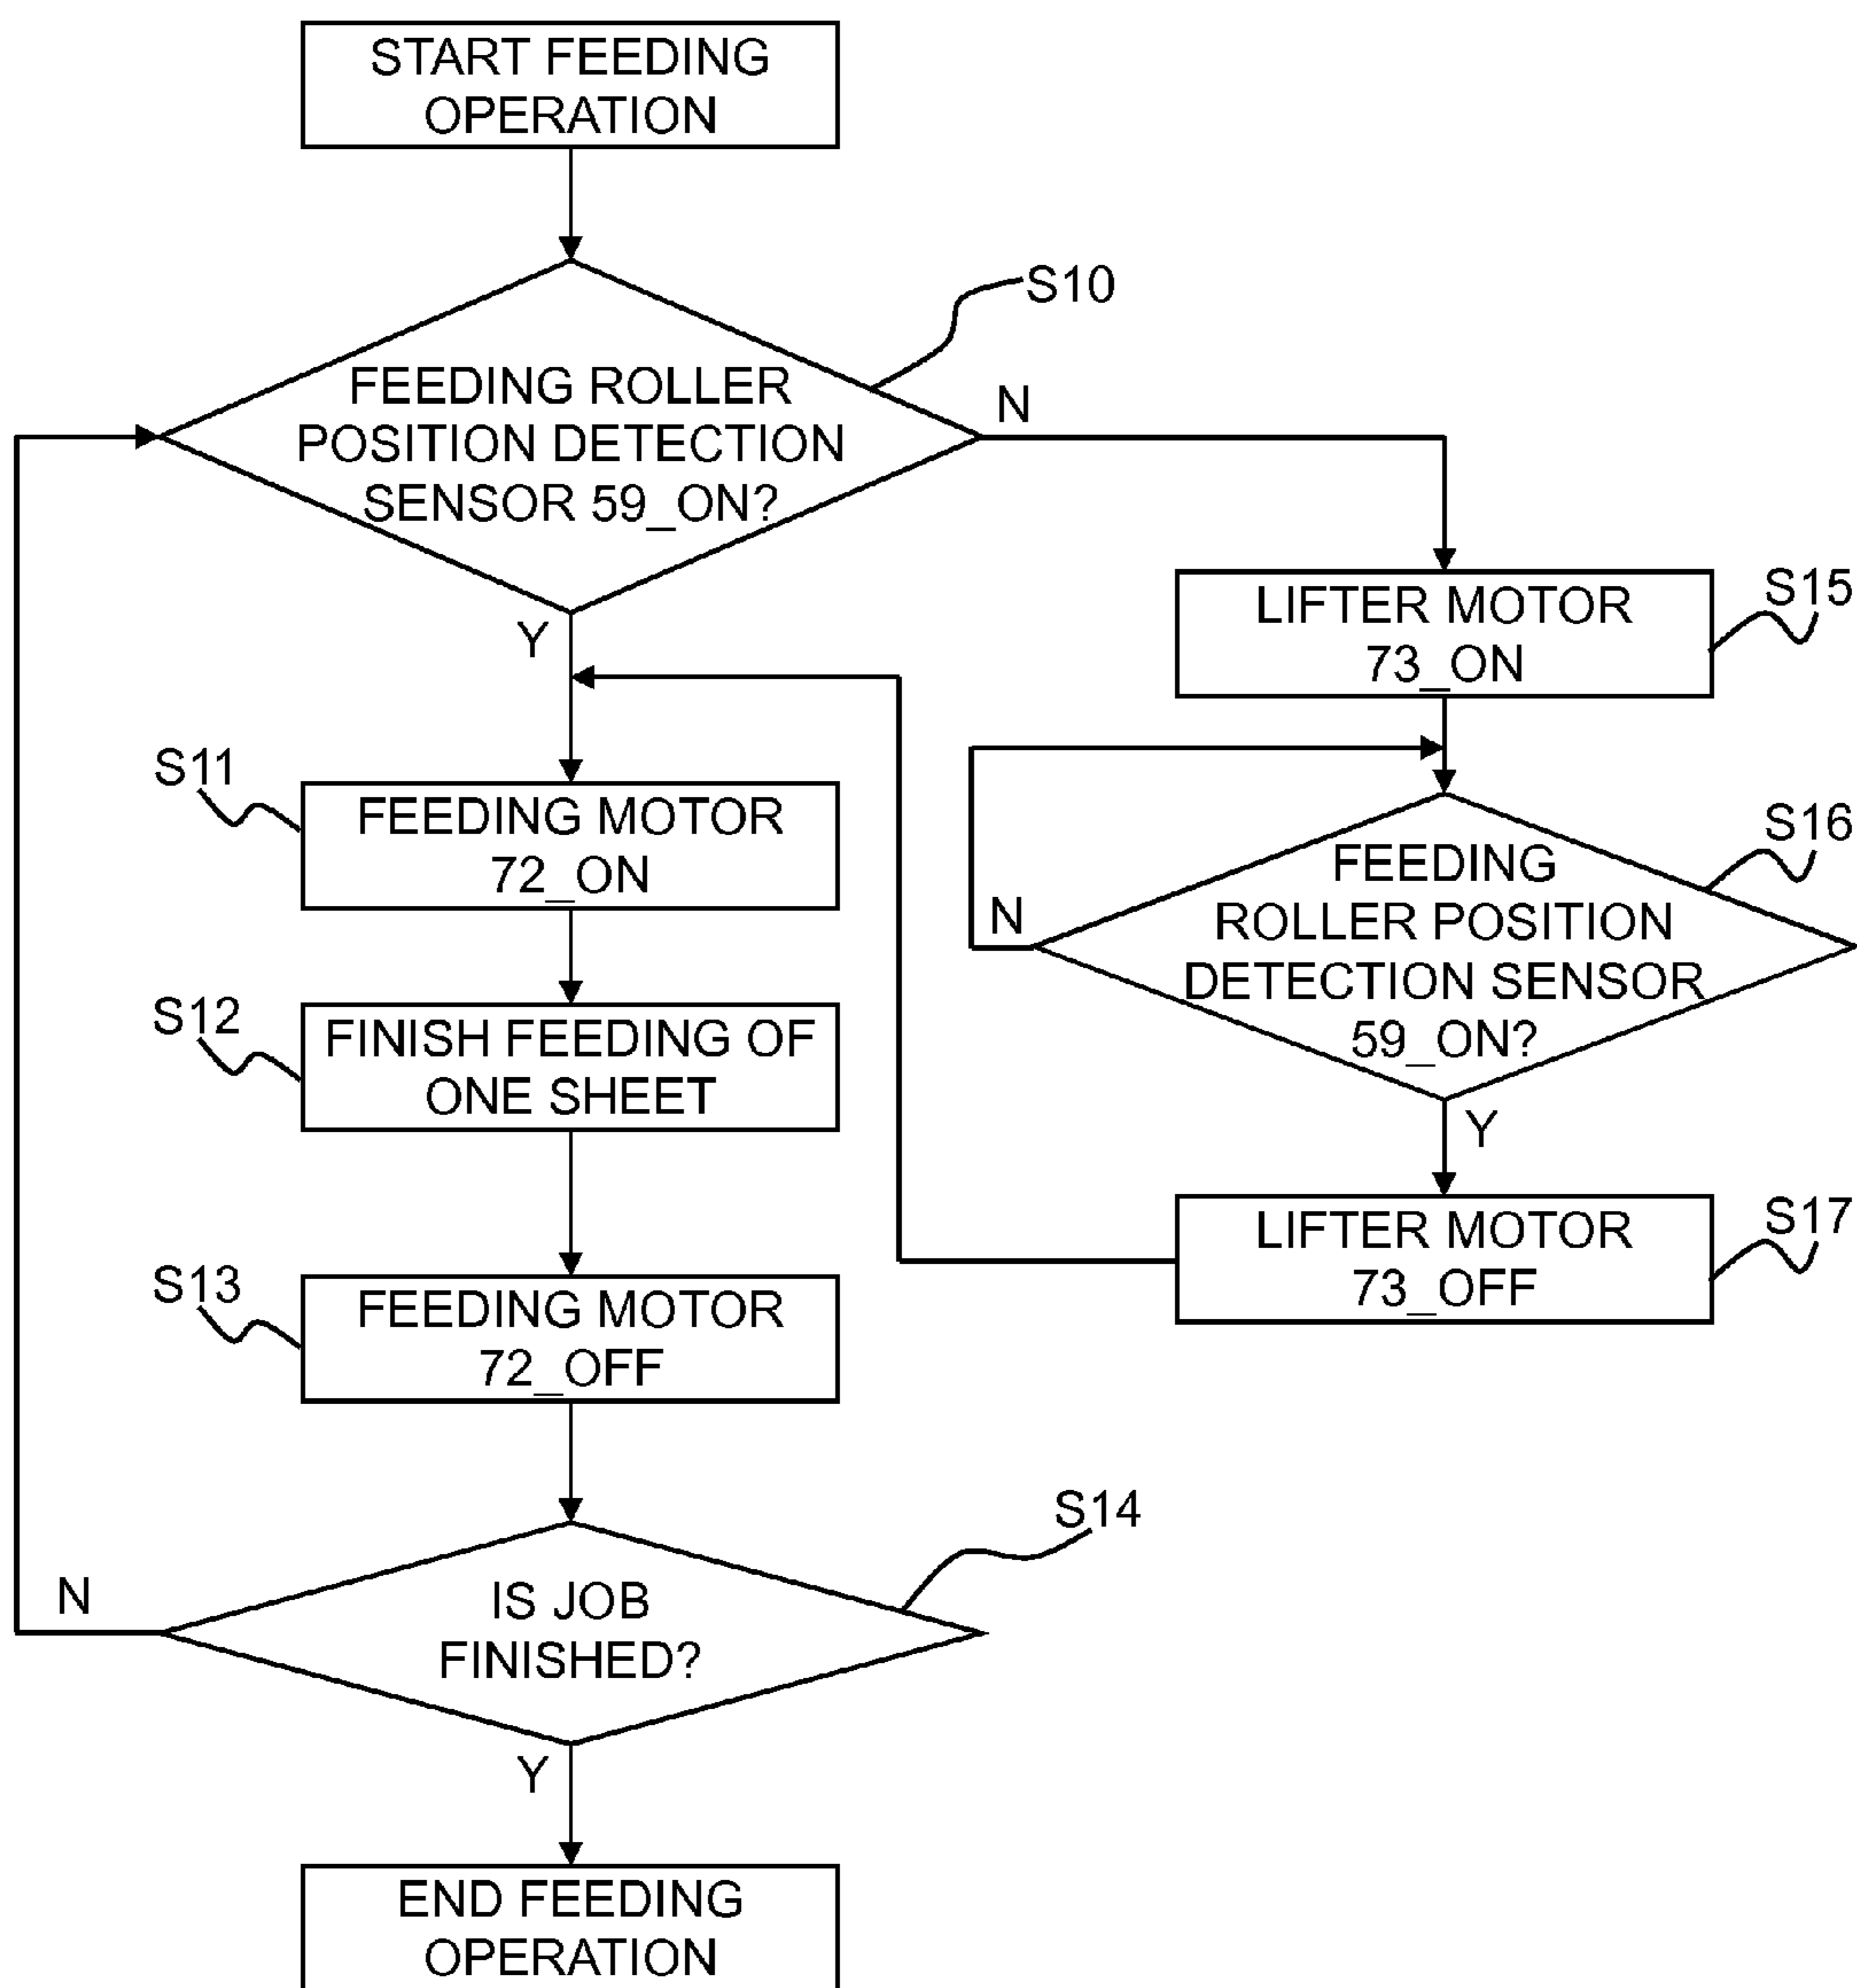 START FEEDING
OPERATION
S10
FEEDING ROLLER
POSITION DETECTION
SENSOR 59_ON?
N
Y
LIFTER MOTOR
73_ON
S15
S11
FEEDING MOTOR
72_ON
S16
FEEDING
ROLLER POSITION
DETECTION SENSOR
59_ON?
N
Y
S12
FINISH FEEDING OF
ONE SHEET
LIFTER MOTOR
73_OFF
S17
S13
FEEDING MOTOR
72_OFF
S14
IS JOB
FINISHED?
N
Y
END FEEDING
OPERATION